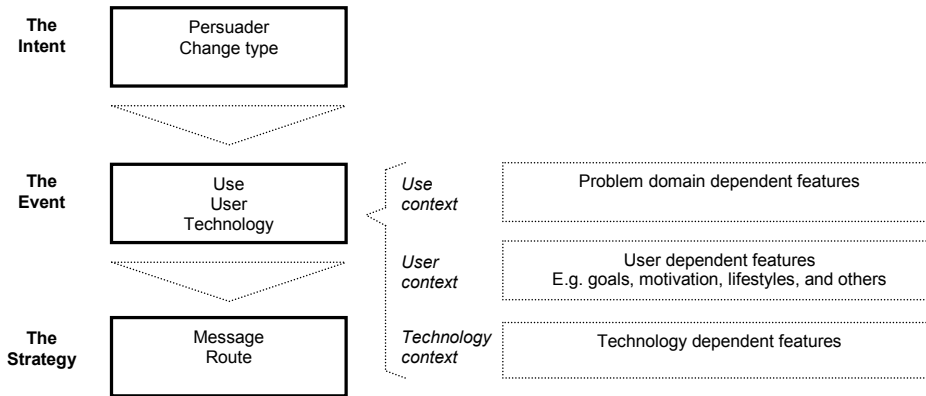 The
Intent
Persuader
Change type
The
Event
Use
User
Technology
Use
context
Problem domain dependent features
User
context
User dependent features
E.g. goals, motivation, lifestyles, and others
The
Strategy
Message
Route
Technology
context
Technology dependent features